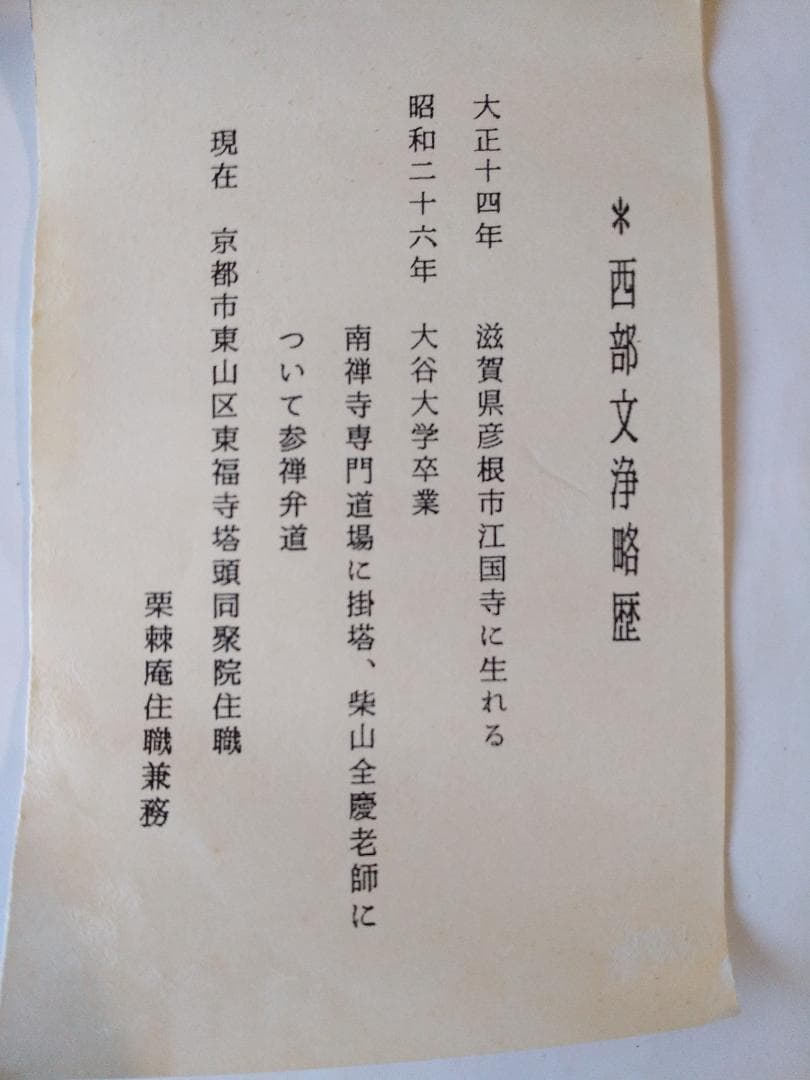 ＊西部文浄略歴
大正十四年　滋賀県彦根市江国寺に生れる
昭和二十六年　大谷大学卒業
南禅寺専門道場に掛塔、柴山全慶老師に
ついて参禅弁道
現在　京都市東山区東福寺塔頭同聚院住職
栗棘庵住職兼務